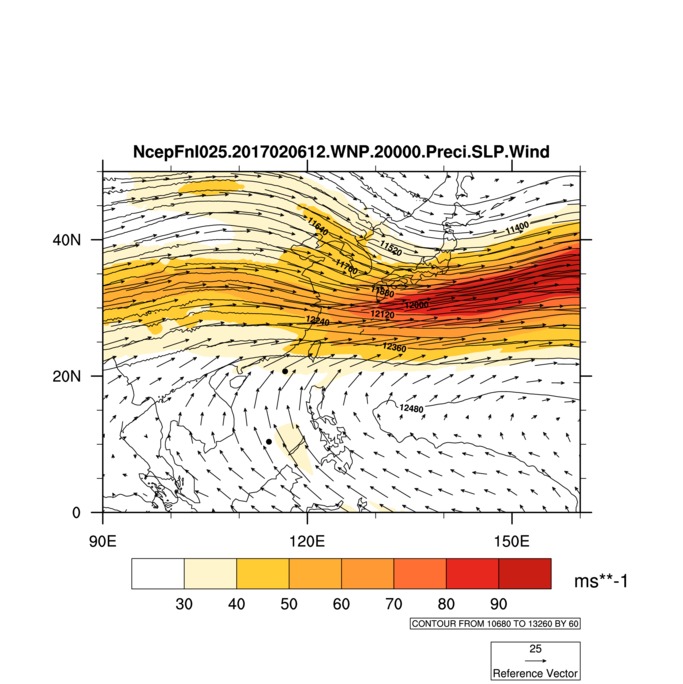 NcepFnl025.2017020612.WNP.20000.Preci.SLP.Wind
40N
20N
0
90E 120E 150E
11640
11520
11400
11760
11880
12000
12120
12240
12360
12480
ms**-1
30 40 50 60 70 80 90
CONTOUR FROM 10680 TO 13260 BY 60
25
Reference Vector